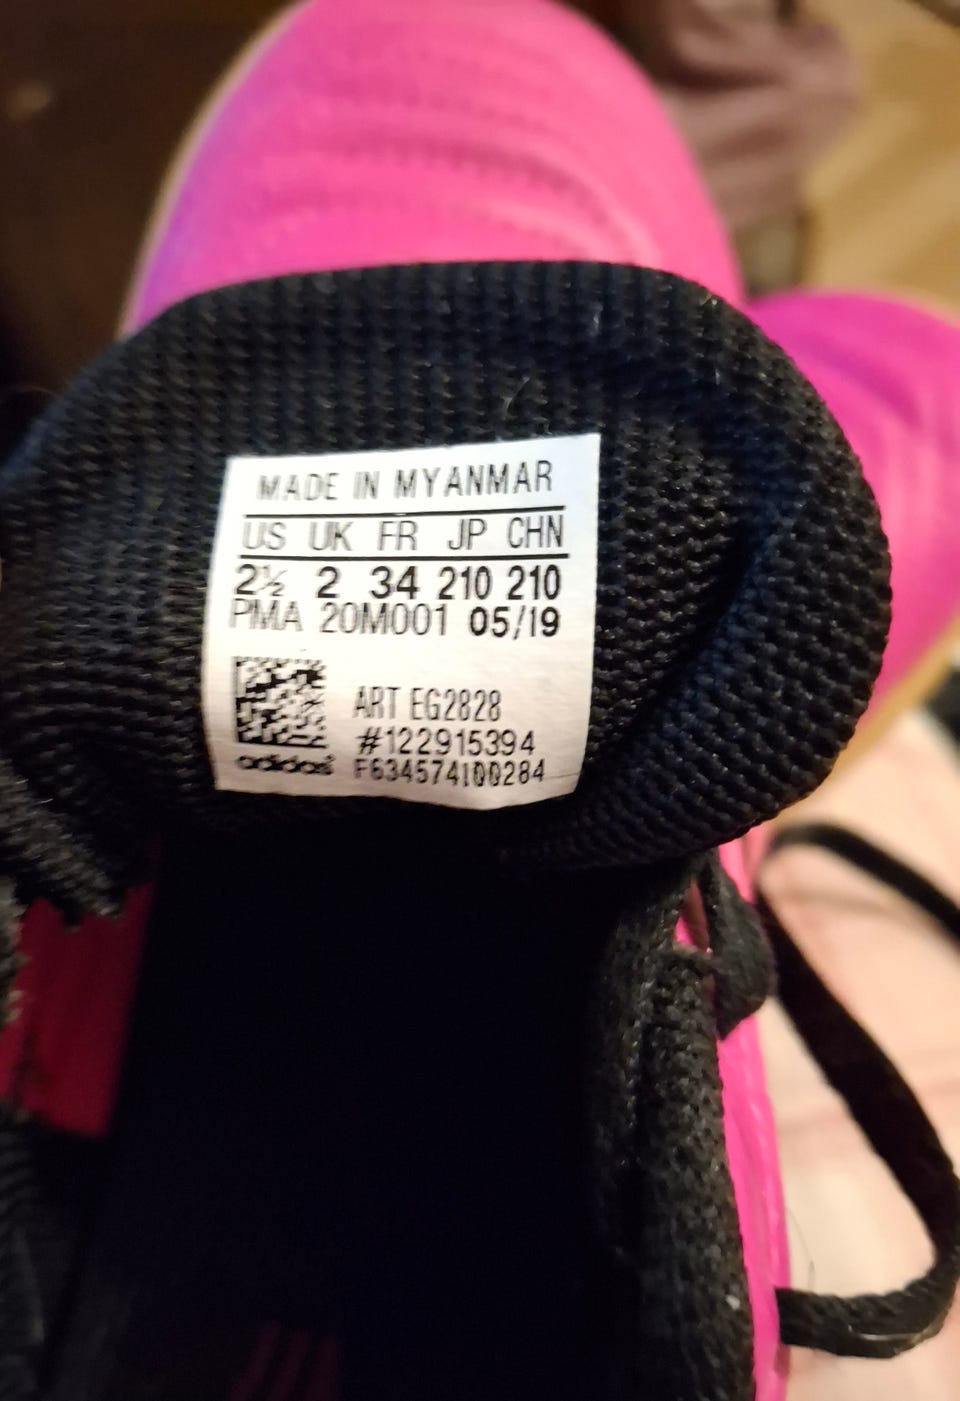 MADE IN MYANMAR
US UK FR JP CHN
2½ 2 34 210 210
PMA 20M001 05/19
ART EG2828
#122915394
adidas F634574100284